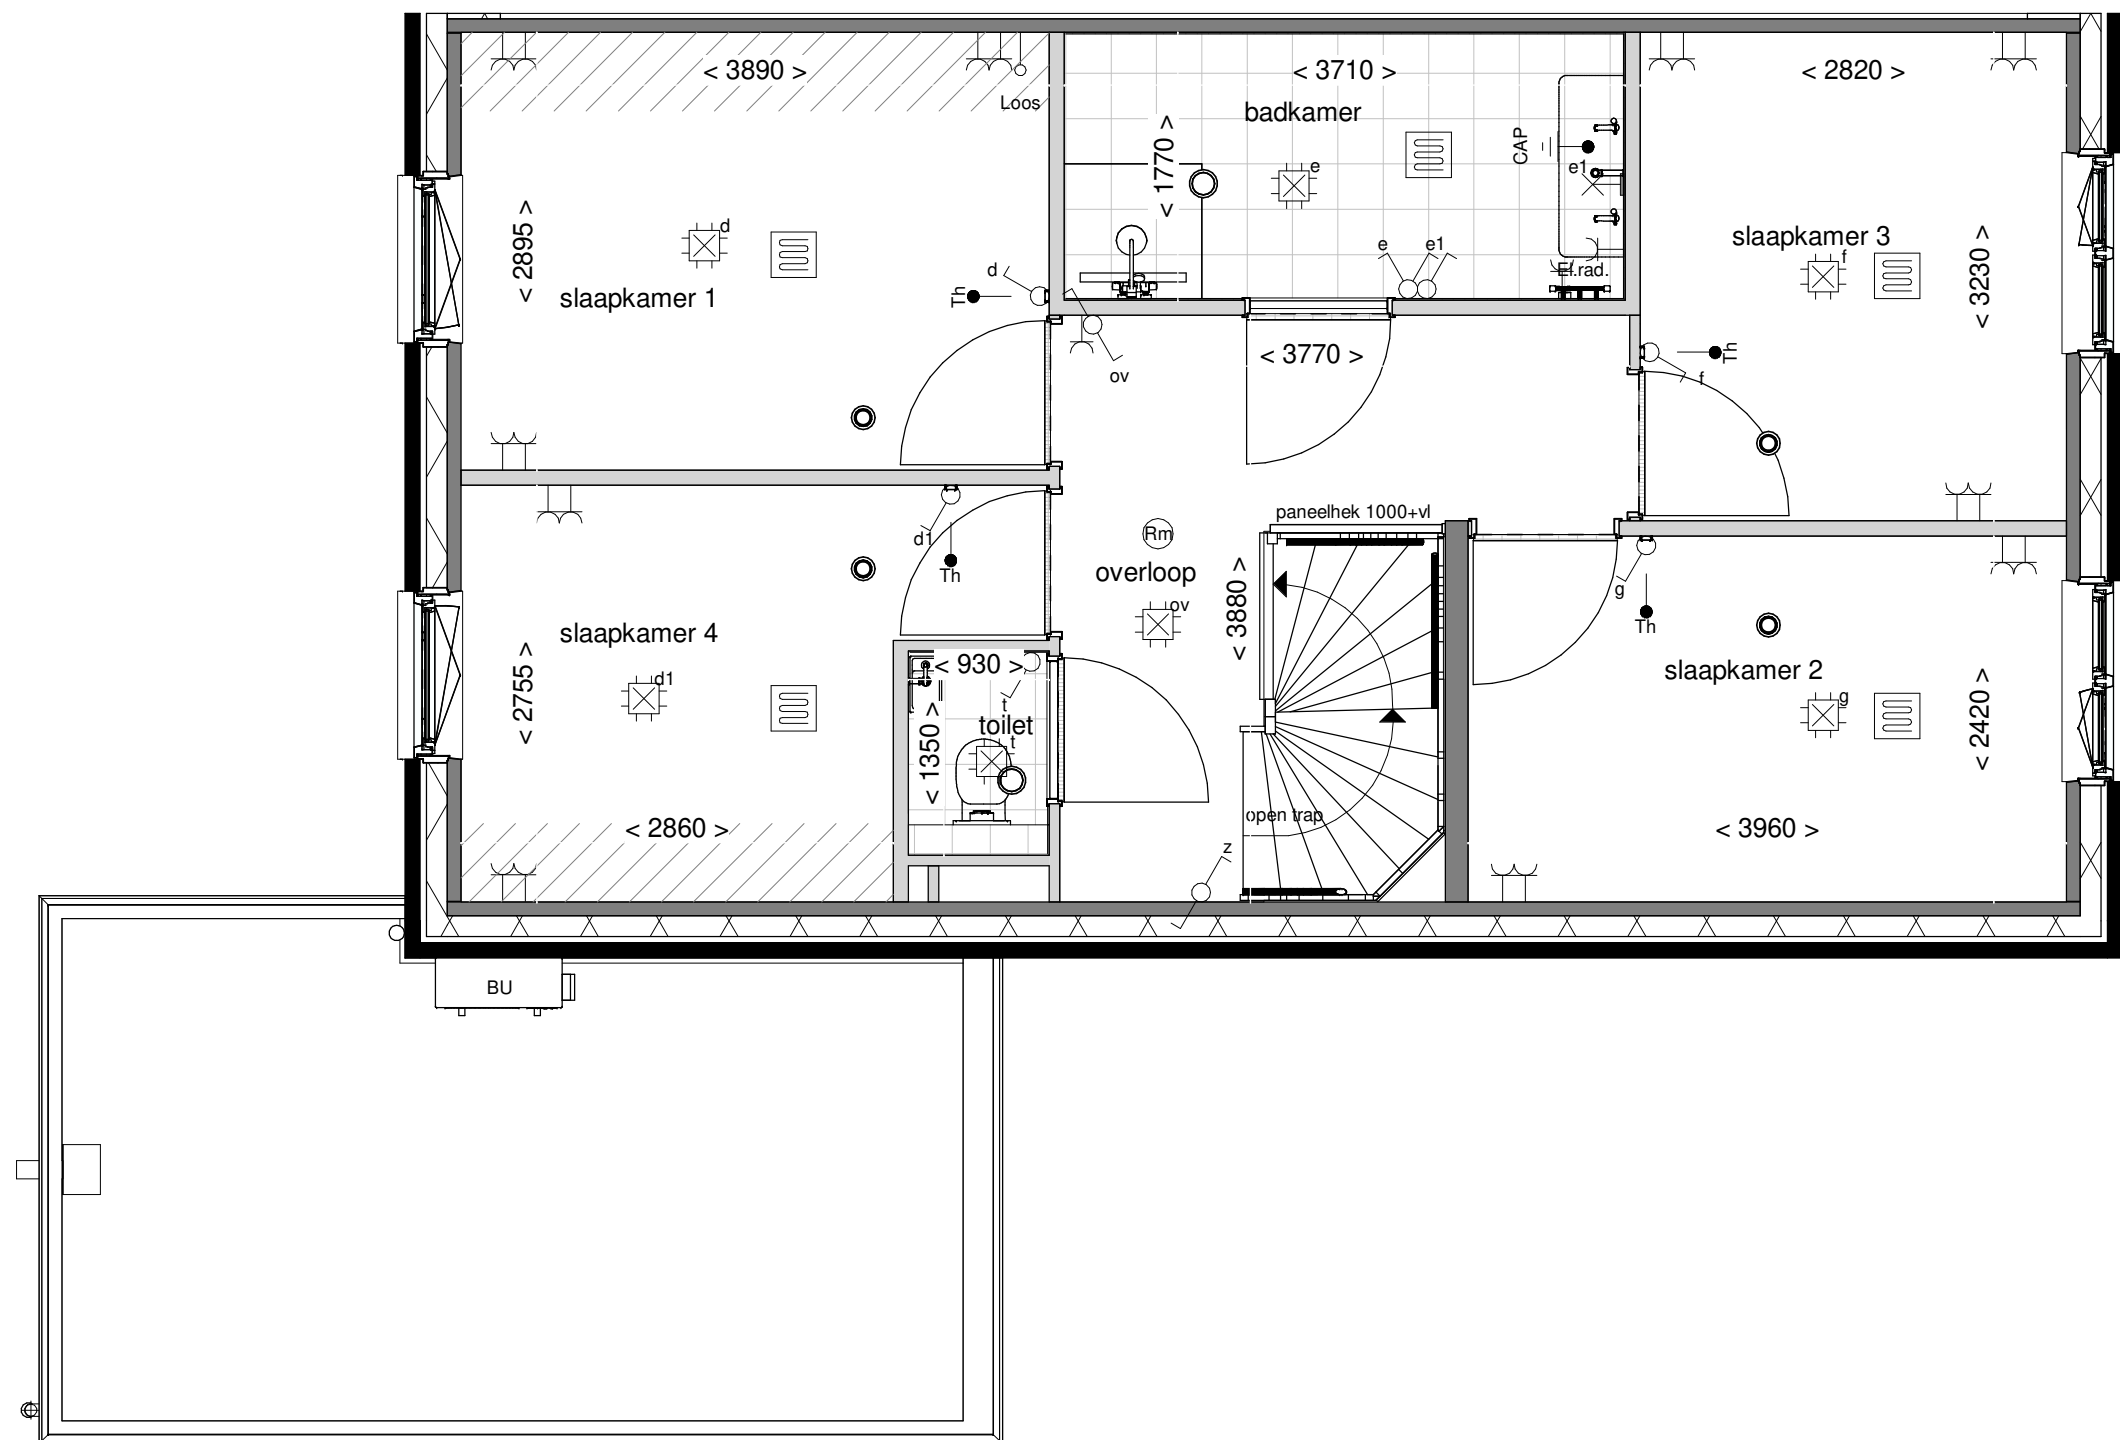 < 3890 >
< 3710 >
< 2820 >
Loos
badkamer
CAP
< 1770 >
e
e1
d
slaapkamer 3
f
< 2895 >
e
e1
El.rad.
< 3230 >
d
Th
slaapkamer 1
ov
< 3770 >
Th
f
paneelhek 1000+vl
Rm
d1
Th
overloop
ov
< 3880 >
g
Th
slaapkamer 4
< 930 >
slaapkamer 2
d1
< 2755 >
t
toilet
t
< 1350 >
g
< 2420 >
open trap
< 2860 >
< 3960 >
z
BU